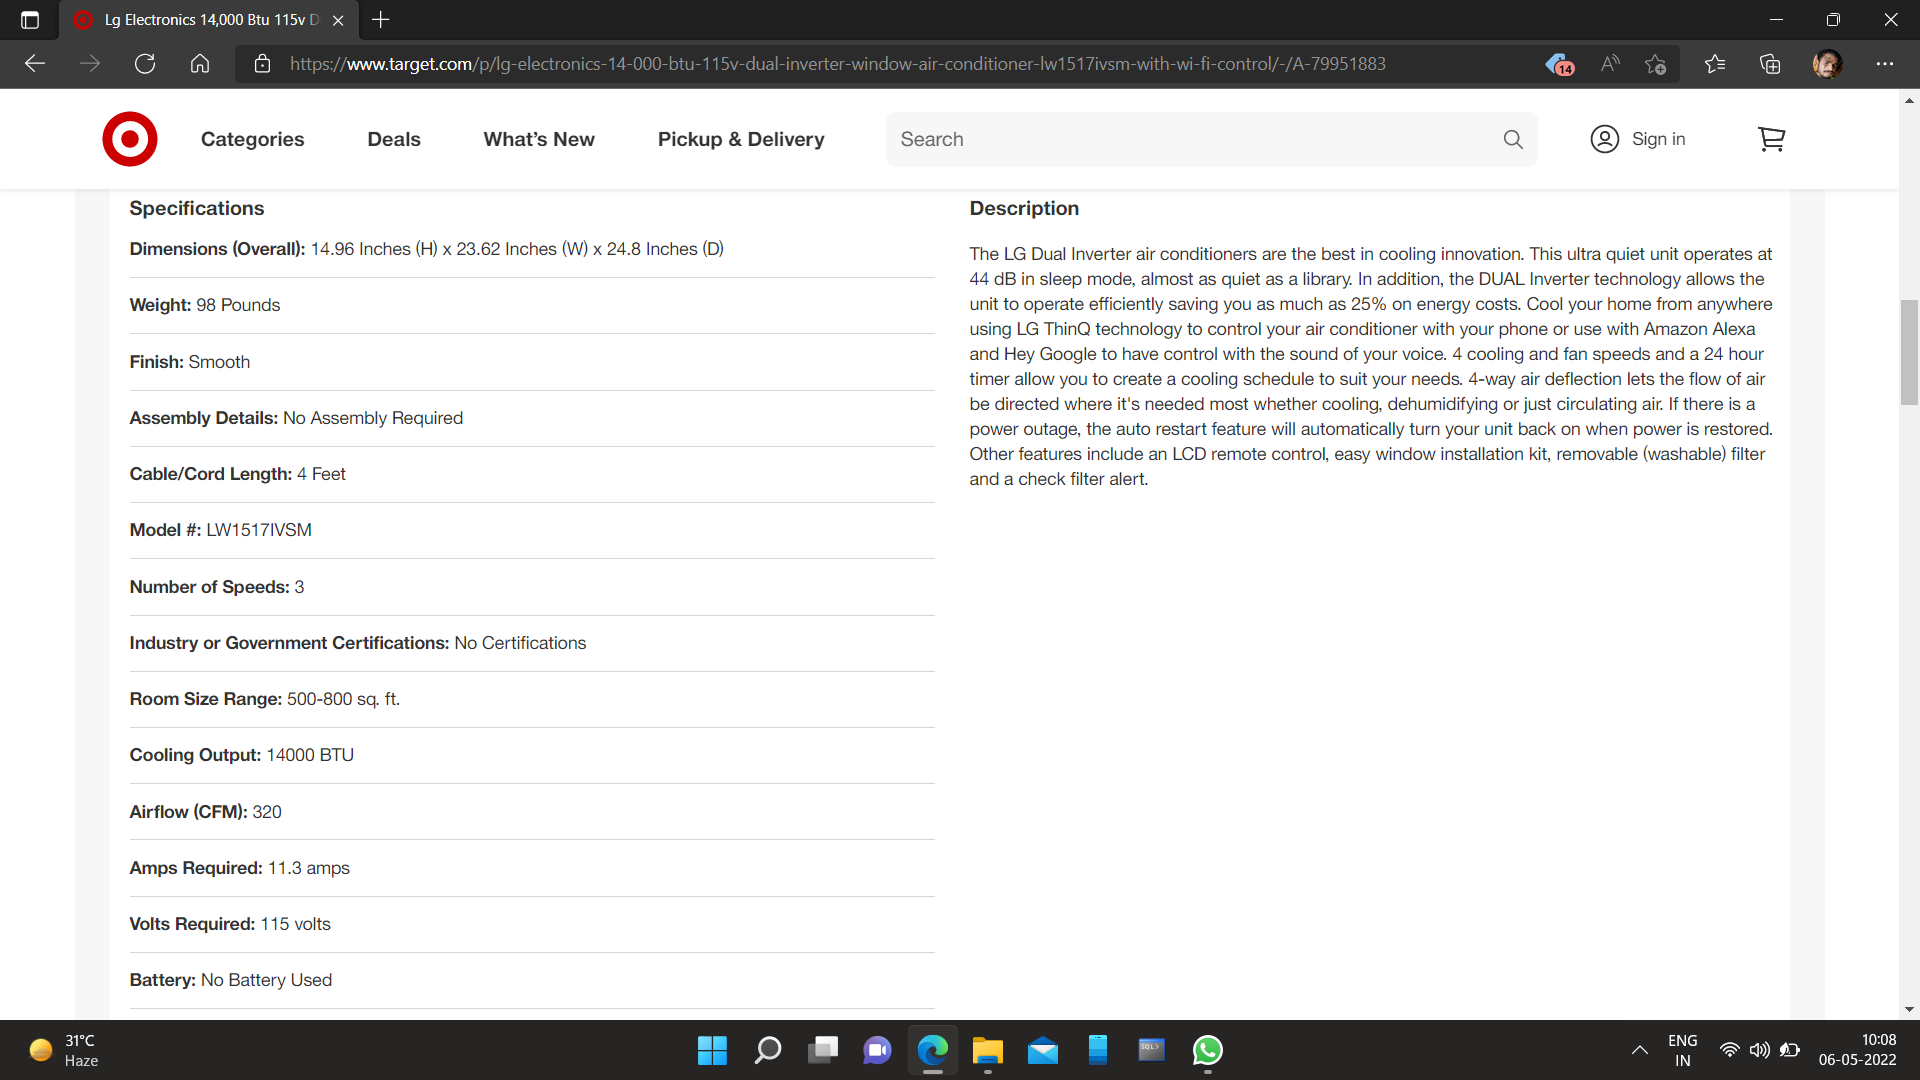 Lg Electronics 14,000 Btu 115v D
https://www.target.com/p/lg-electronics-14-000-btu-115v-dual-inverter-window-air-conditioner-lw1517ivsm-with-wi-fi-control/-/A-79951883
14
Categories
Deals
What's New
Pickup & Delivery
Search
Sign in
Specifications
Dimensions (Overall): 14.96 Inches (H) x 23.62 Inches (W) x 24.8 Inches (D)
Weight: 98 Pounds
Finish: Smooth
Assembly Details: No Assembly Required
Cable/Cord Length: 4 Feet
Model #: LW1517IVSM
Number of Speeds: 3
Industry or Government Certifications: No Certifications
Room Size Range: 500-800 sq. ft.
Cooling Output: 14000 BTU
Airflow (CFM): 320
Amps Required: 11.3 amps
Volts Required: 115 volts
Battery: No Battery Used
Description
The LG Dual Inverter air conditioners are the best in cooling innovation. This ultra quiet unit operates at
44 dB in sleep mode, almost as quiet as a library. In addition, the DUAL Inverter technology allows the
unit to operate efficiently saving you as much as 25% on energy costs. Cool your home from anywhere
using LG ThinQ technology to control your air conditioner with your phone or use with Amazon Alexa
and Hey Google to have control with the sound of your voice. 4 cooling and fan speeds and a 24 hour
timer allow you to create a cooling schedule to suit your needs. 4-way air deflection lets the flow of air
be directed where it's needed most whether cooling, dehumidifying or just circulating air. If there is a
power outage, the auto restart feature will automatically turn your unit back on when power is restored.
Other features include an LCD remote control, easy window installation kit, removable (washable) filter
and a check filter alert.
31°C
Haze
SQL>
ENG
IN
10:08
06-05-2022